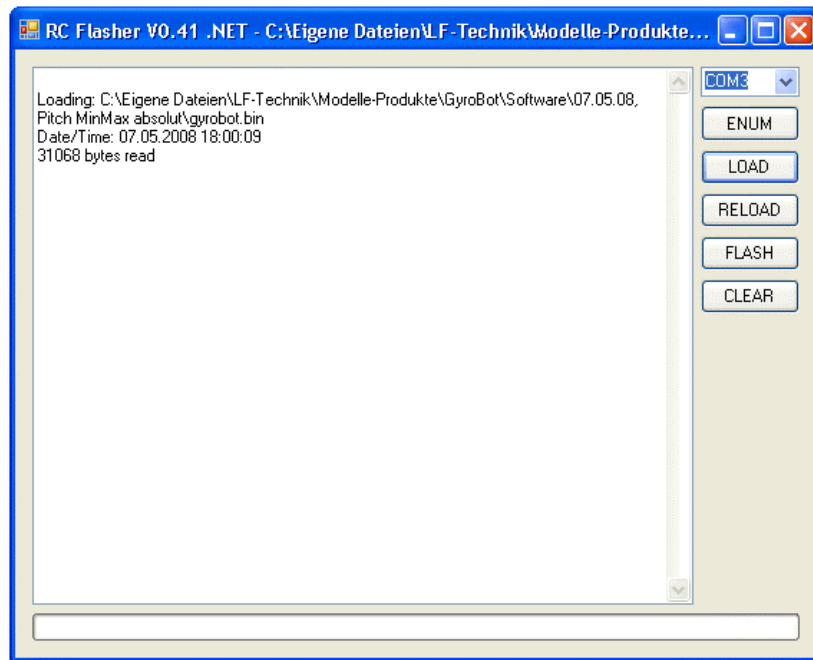 RC Flasher V0.41 .NET - C:\Eigene Dateien\LF-Technik\Modelle-Produkte...
Loading: C:\Eigene Dateien\LF-Technik\Modelle-Produkte\GyroBot\Software\07.05.08,
Pitch MinMax absolut\gyrobot.bin
Date/Time: 07.05.2008 18:00:09
31068 bytes read
COM3
ENUM
LOAD
RELOAD
FLASH
CLEAR